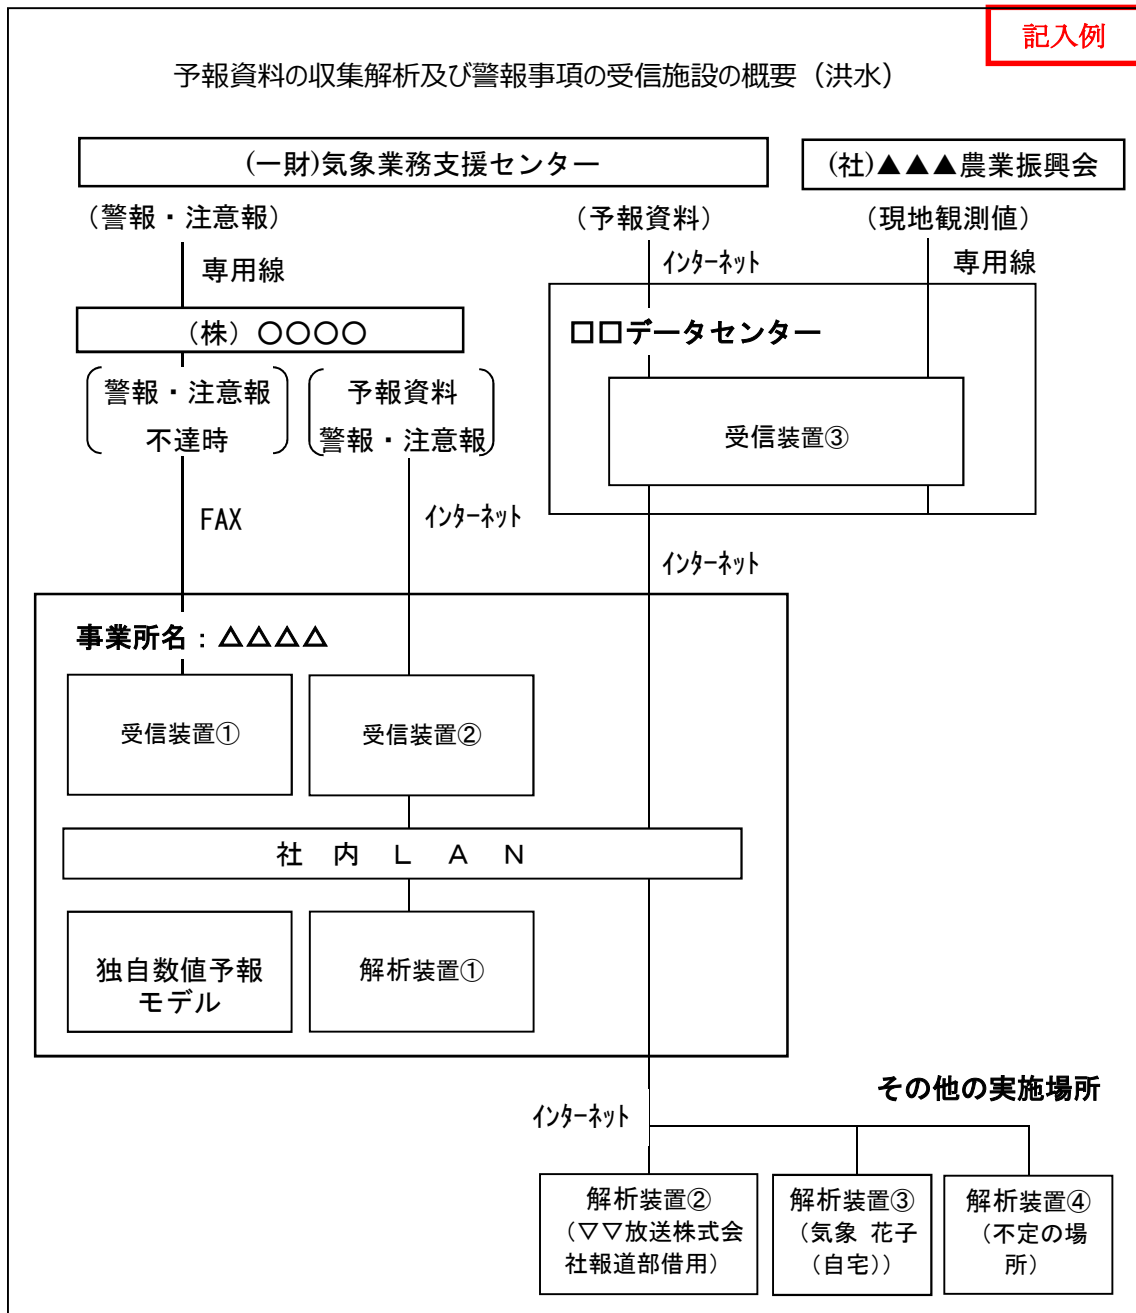 記入例
予報資料の収集解析及び警報事項の受信施設の概要（洪水）
(一財)気象業務支援センター
(社)▲▲▲農業振興会
（警報・注意報）
（予報資料）
（現地観測値）
専用線
インターネット
専用線
（株）〇〇〇〇
口口データセンター
警報・注意報
不達時
予報資料
警報・注意報
受信装置③
FAX
インターネット
インターネット
事業所名：△△△△
受信装置①
受信装置②
社内ＬＡＮ
独自数値予報
モデル
解析装置①
その他の実施場所
インターネット
解析装置②
（▽▽放送株式会
社報道部借用）
解析装置③
（気象 花子
（自宅））
解析装置④
（不定の場
所）